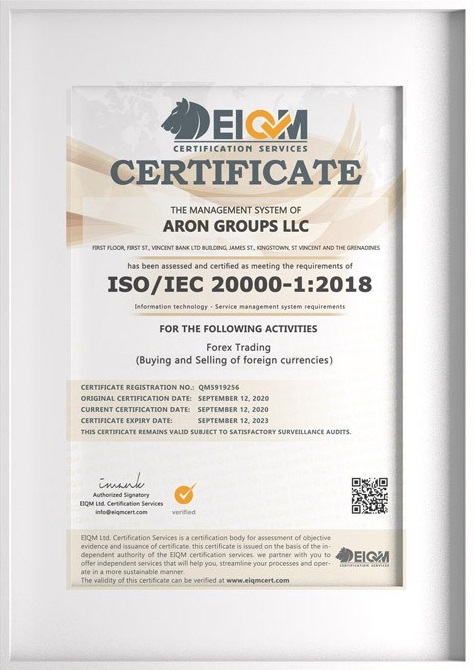 EIQM
CERTIFICATION SERVICES
CERTIFICATE
THE MANAGEMENT SYSTEM OF
ARON GROUPS LLC
FIRST FLOOR, FIRST ST., VINCENT BANK LTD BUILDING, JAMES ST., KINGSTOWN, ST VINCENT AND THE GRENADINES
has been assessed and certified as meeting the requirements of
ISO/IEC 20000-1:2018
Information technology - Service management system requirements
FOR THE FOLLOWING ACTIVITIES
Forex Trading
(Buying and Selling of foreign currencies)
CERTIFICATE REGISTRATION NO.: QM5919256
ORIGINAL CERTIFICATION DATE: SEPTEMBER 12, 2020
CURRENT CERTIFICATION DATE: SEPTEMBER 12, 2020
CERTIFICATE EXPIRY DATE: SEPTEMBER 12, 2023
THIS CERTIFICATE REMAINS VALID SUBJECT TO SATISFACTORY SURVEILLANCE AUDITS.
Authorized Signatory
EIQM Ltd. Certification Services
info@eiqmcert.com
verified
EIQM Ltd. Certification Services is a certification body for assessment of objective
evidence and issuance of certificate. this certificate is issued on the basis of the in-
dependent authority of the EIQM certification services. we partner with you to
offer independent services that will help you, streamline your processes and oper-
ate in a more sustainable manner.
The validity of this certificate can be verified at www.eiqmcert.com
EIQM
CERTIFICATION SERVICES